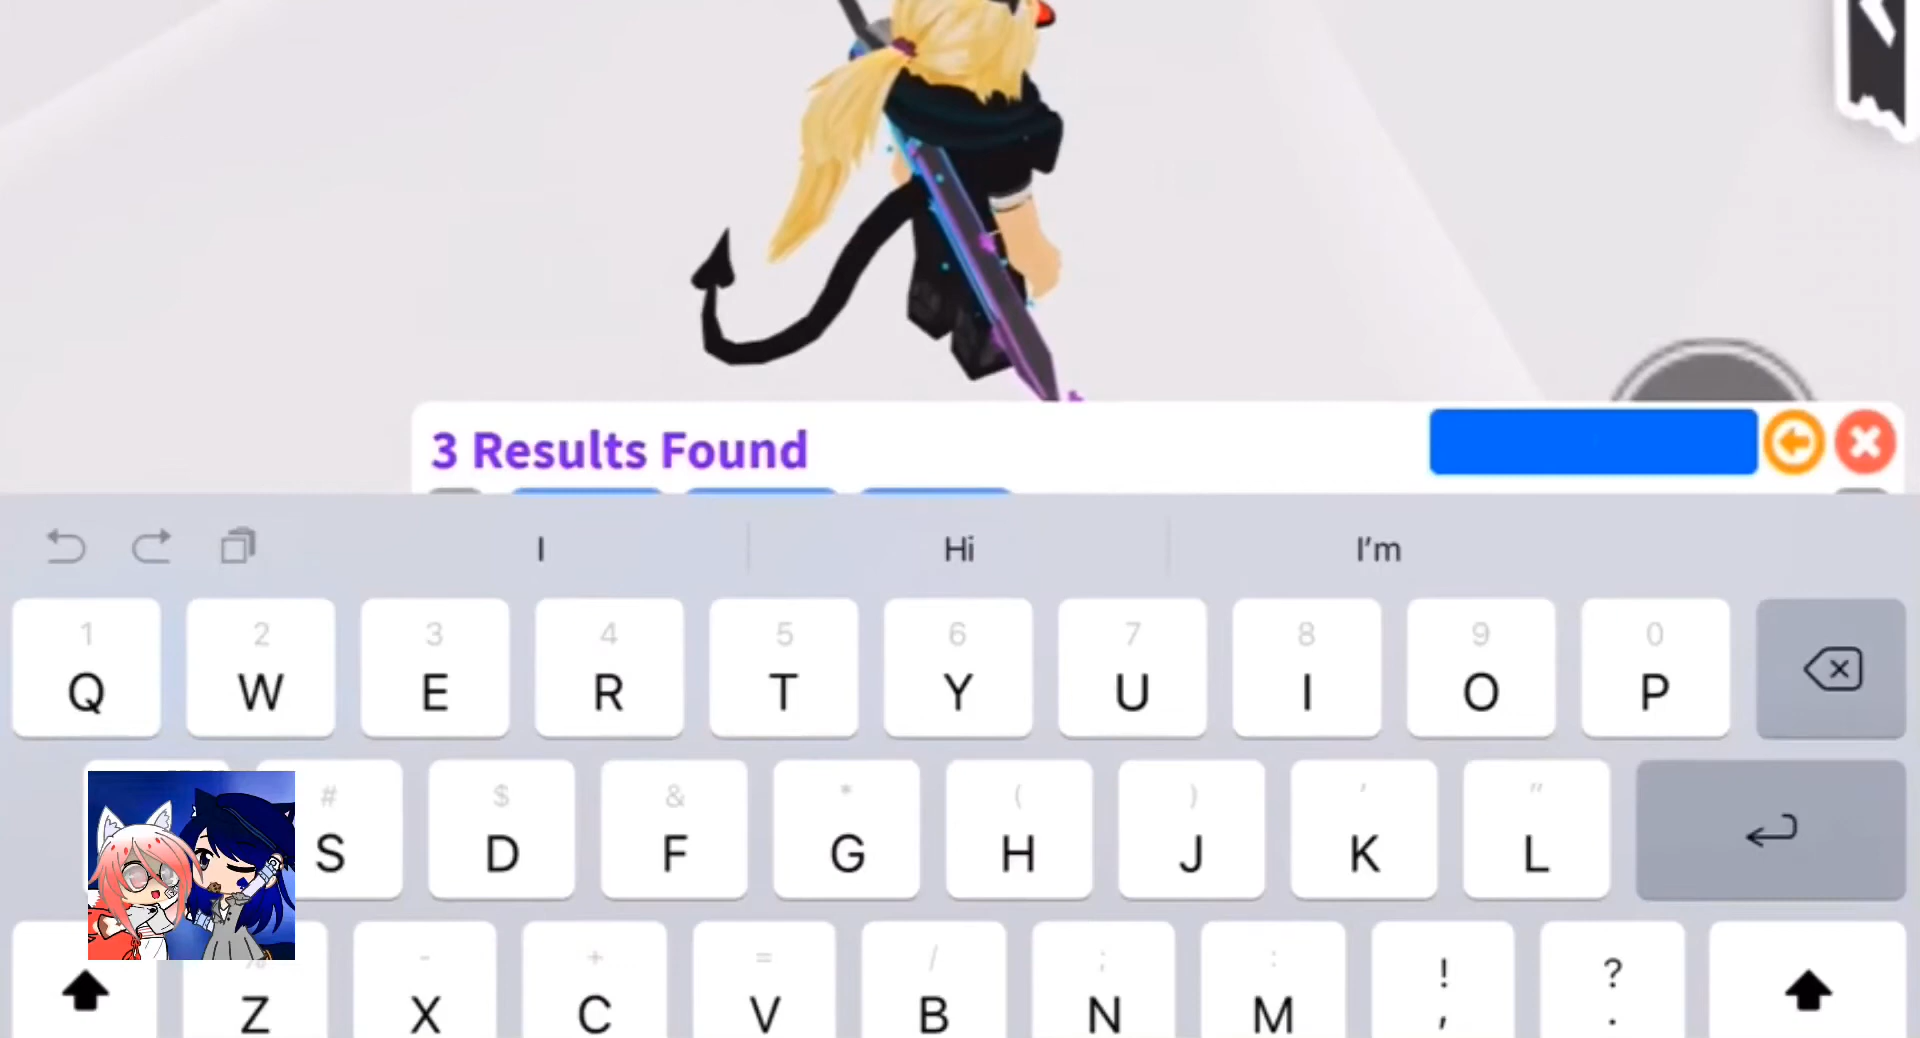 3 Results Found
I Hi I'm
1 2 3 4 5 6 7 8 9 0
Q W E R T Y U I O P
# $ & * ( ) ' "
S D F G H J K L
% - + = / ; : ! ?
Z X C V B N M , .